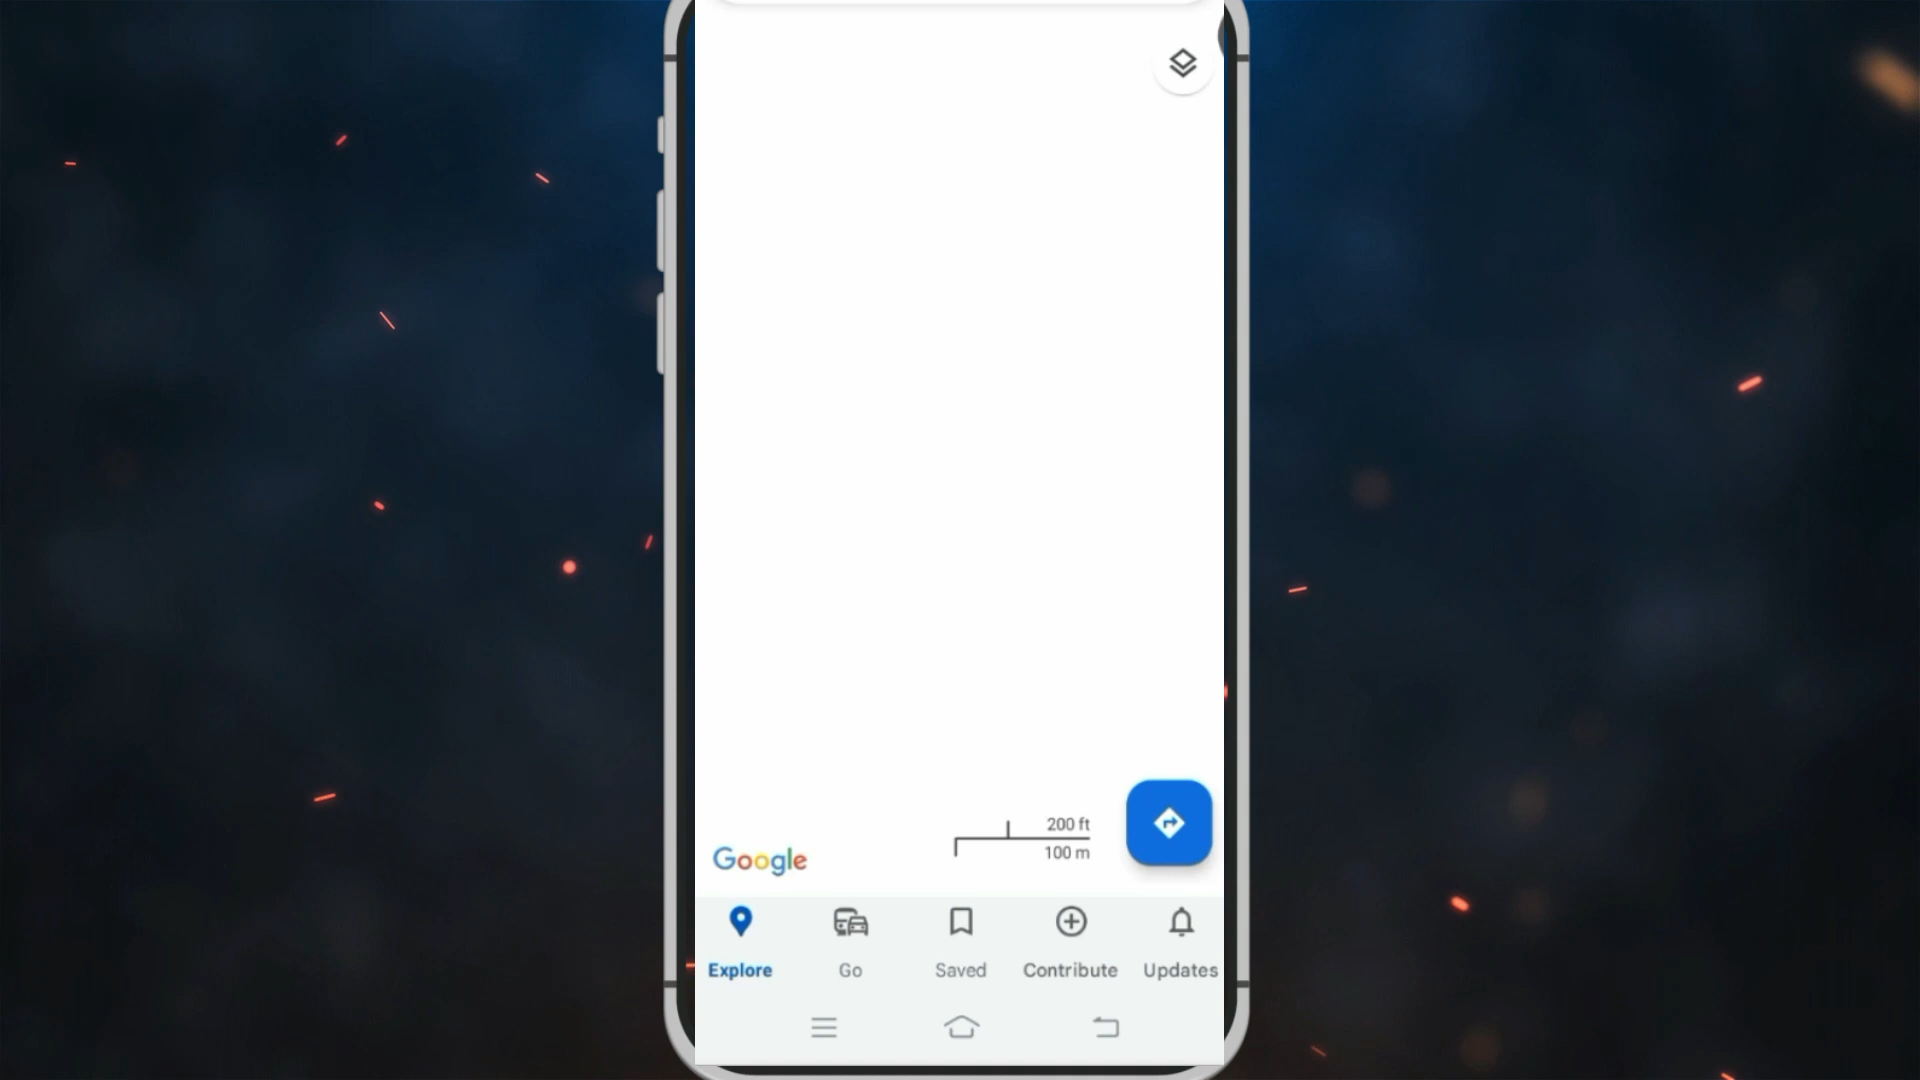 200 ft
100 m
Google
Explore
Go
Saved
Contribute
Updates